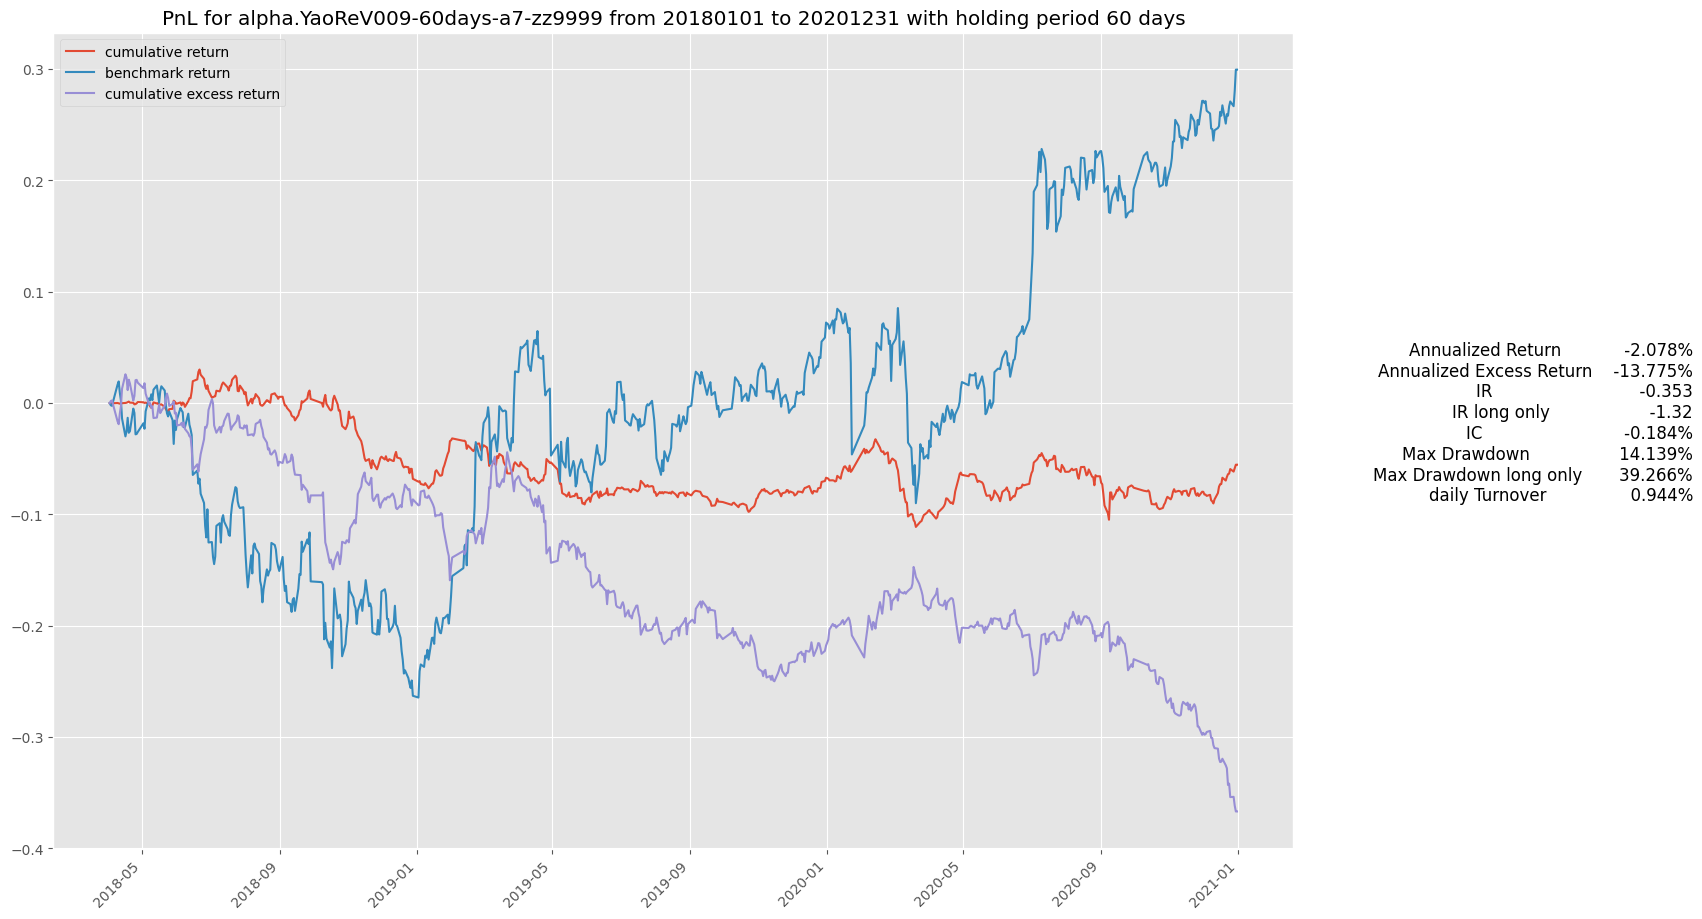 PnL for alpha.YaoReV009-60days-a7-zz9999 from 20180101 to 20201231 with holding period 60 days
cumulative return
benchmark return
cumulative excess return
0.3
0.2
0.1
0.0
−0.1
−0.2
−0.3
−0.4
2018-05
2018-09
2019-01
2019-05
2019-09
2020-01
2020-05
2020-09
2021-01
Annualized Return -2.078%
Annualized Excess Return -13.775%
IR -0.353
IR long only -1.32
IC -0.184%
Max Drawdown 14.139%
Max Drawdown long only 39.266%
daily Turnover 0.944%